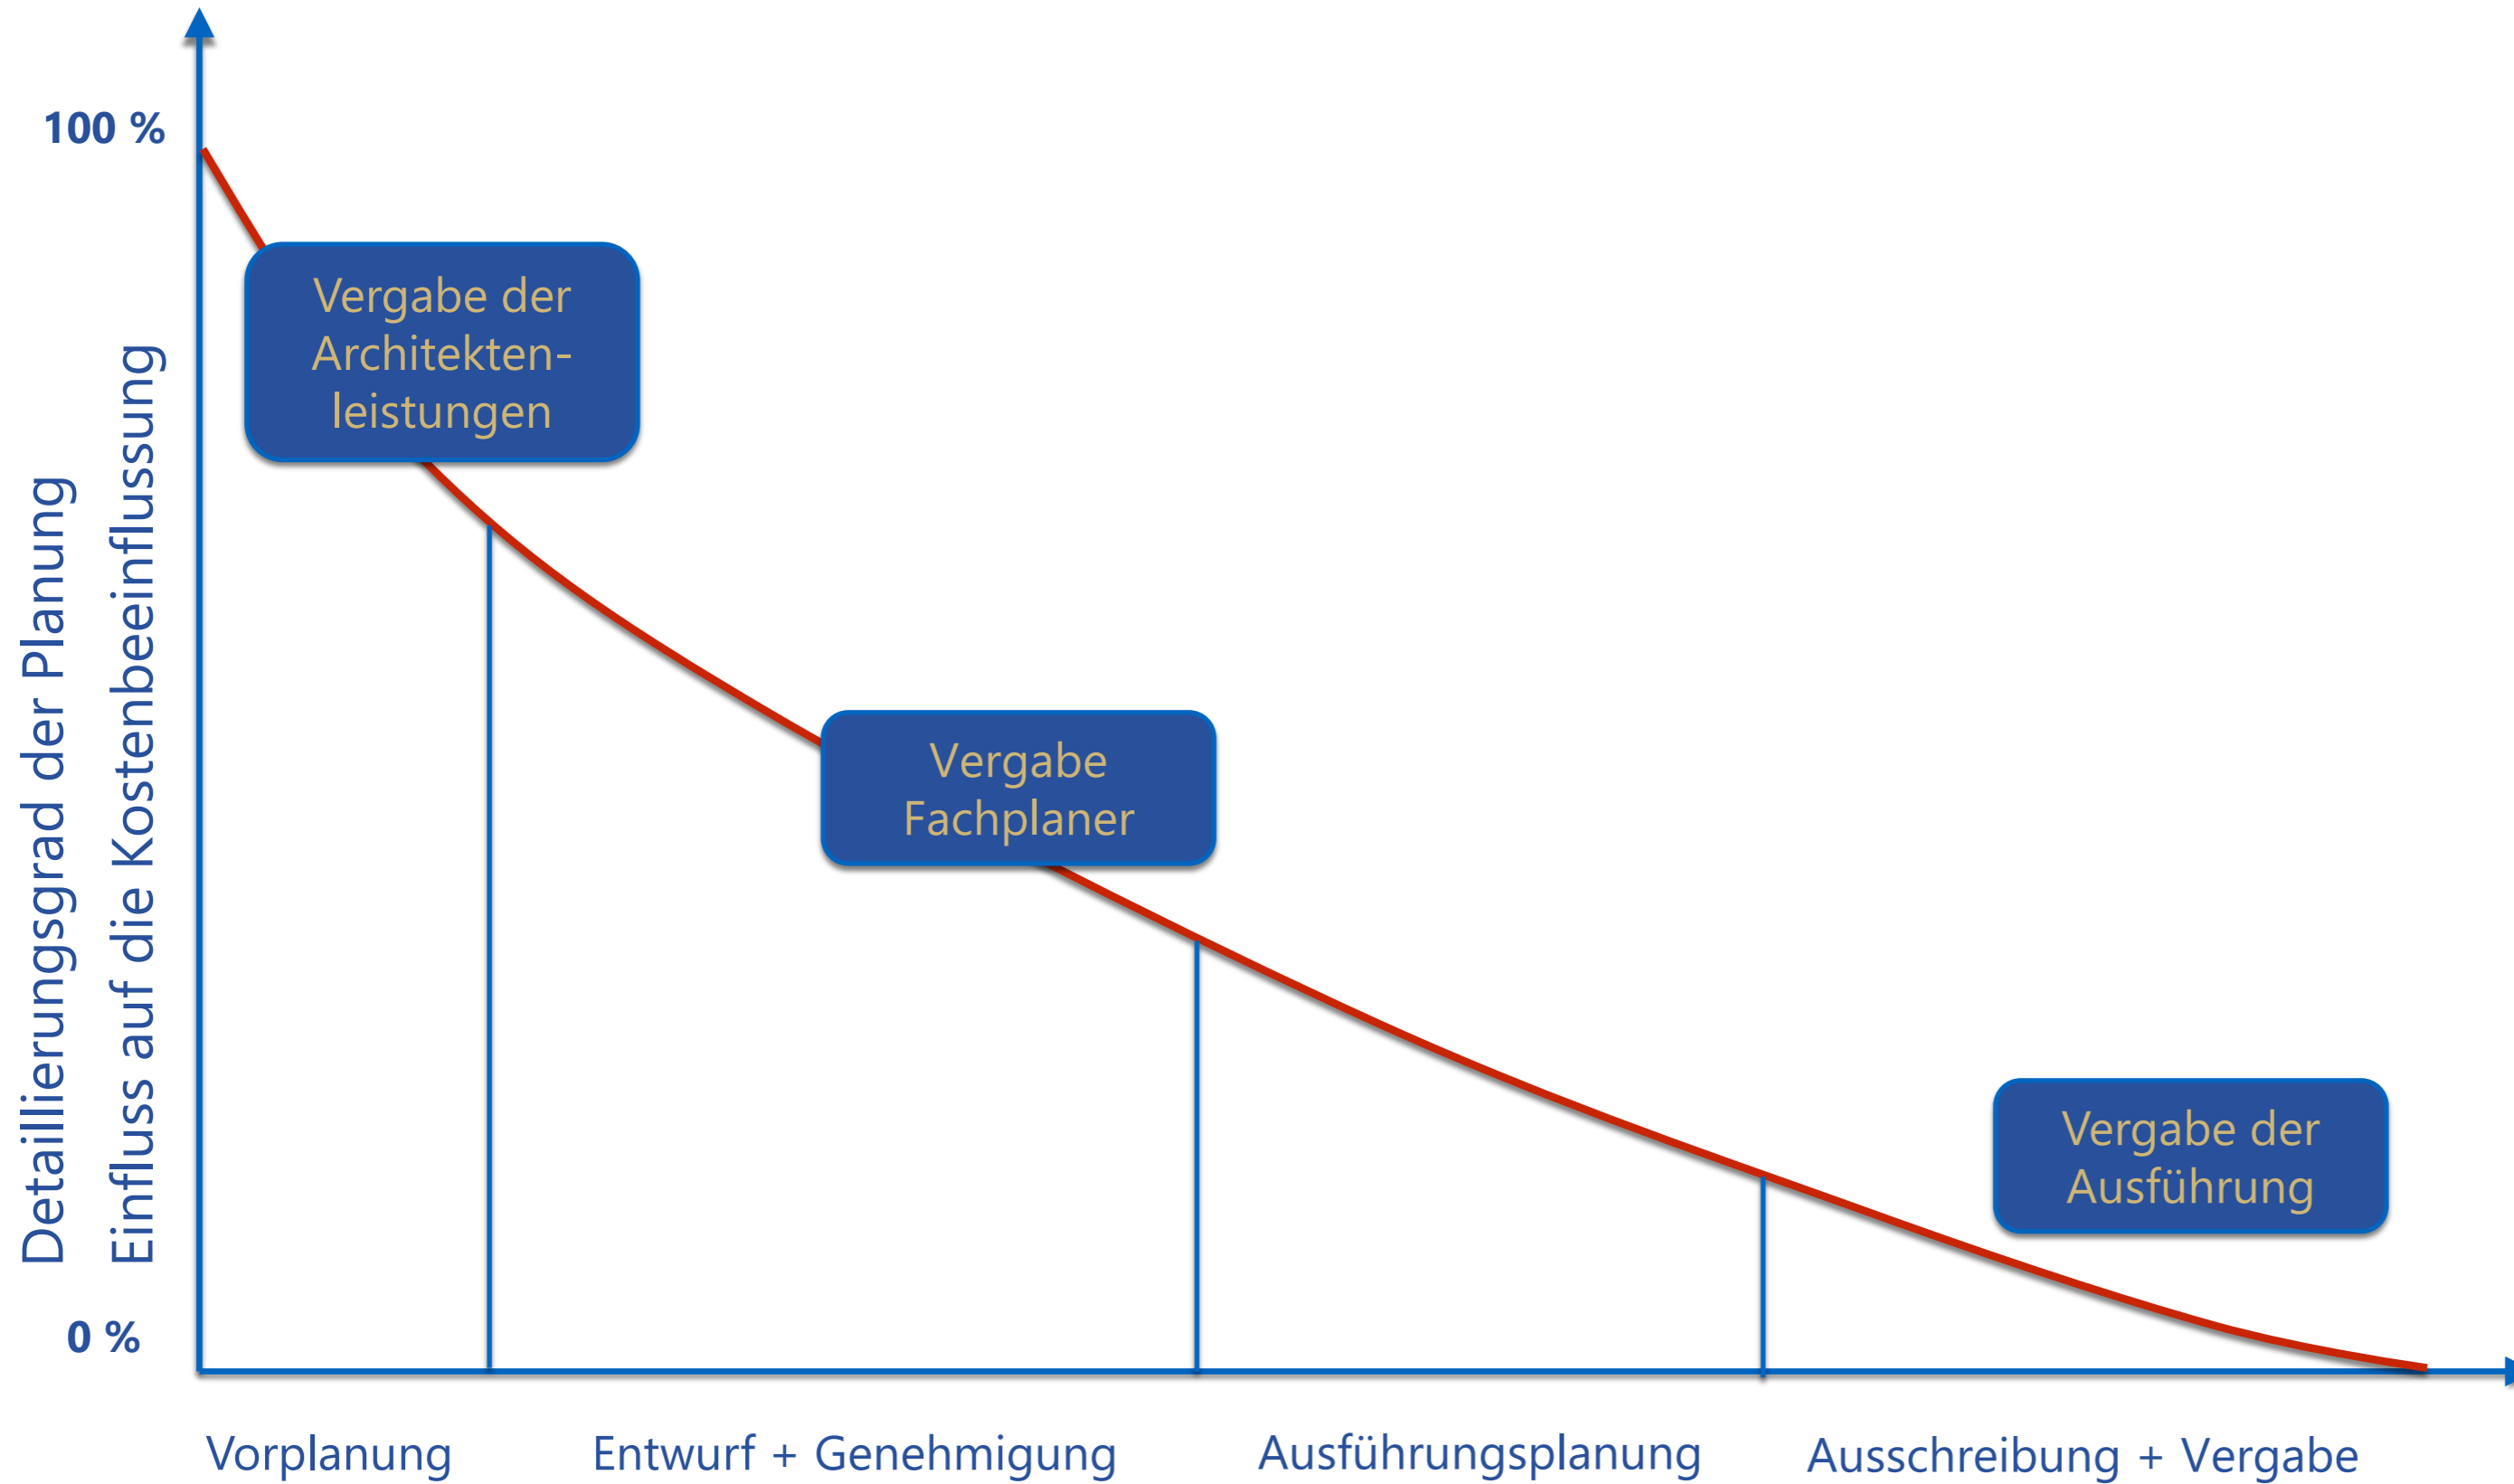 100 %
Detaillierungsgrad der Planung
Einfluss auf die Kostenbeeinflussung
0 %
Vergabe der
Architekten-
leistungen
Vergabe
Fachplaner
Vergabe der
Ausführung
Vorplanung
Entwurf + Genehmigung
Ausführungsplanung
Ausschreibung + Vergabe